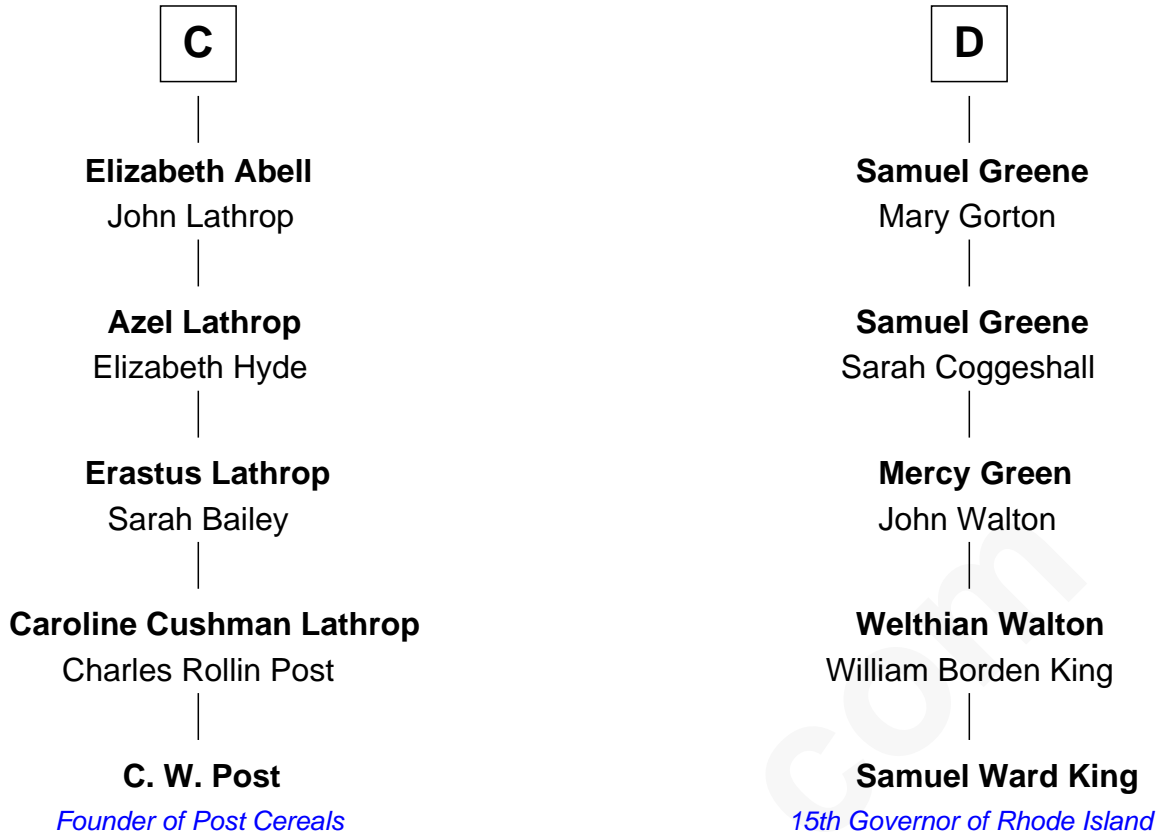 C
Elizabeth Abell
John Lathrop
Azel Lathrop
Elizabeth Hyde
Erastus Lathrop
Sarah Bailey
Caroline Cushman Lathrop
Charles Rollin Post
C. W. Post
Founder of Post Cereals
D
Samuel Greene
Mary Gorton
Samuel Greene
Sarah Coggeshall
Mercy Green
John Walton
Welthian Walton
William Borden King
Samuel Ward King
15th Governor of Rhode Island
com